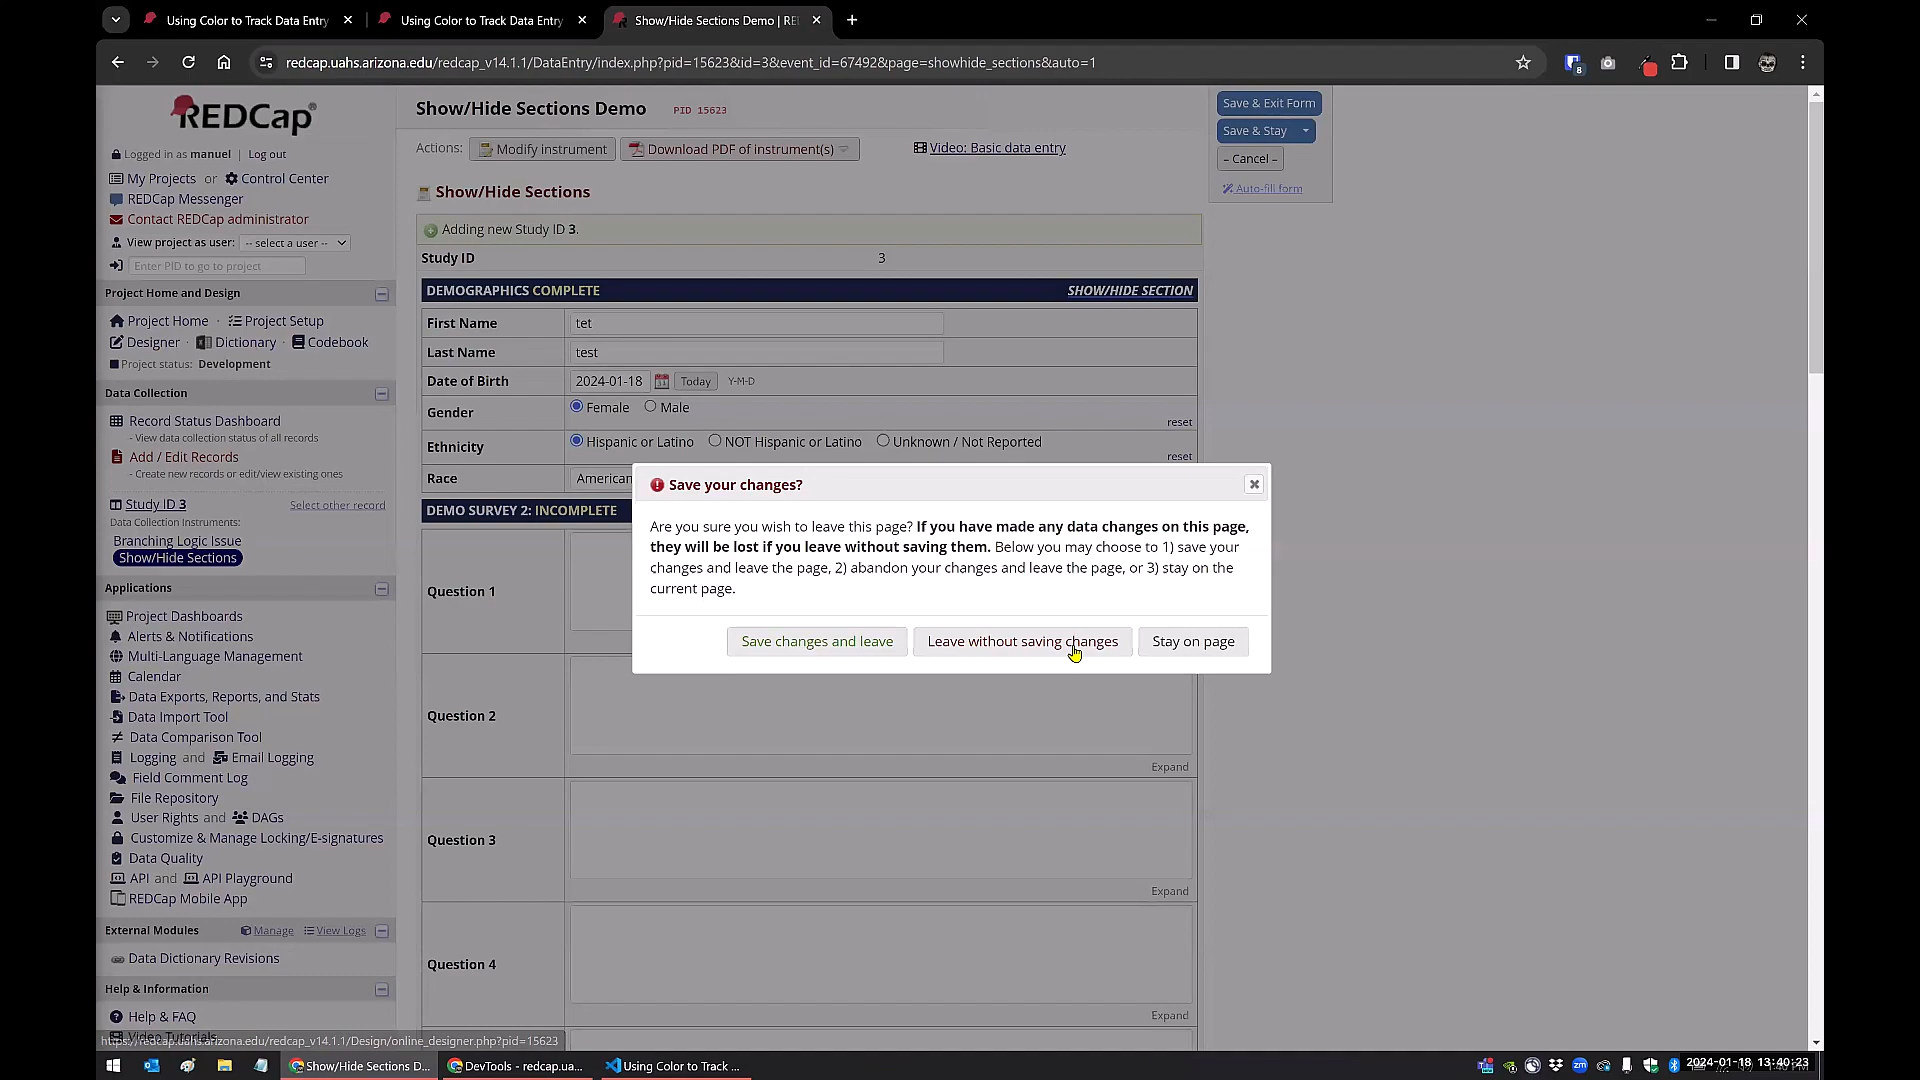 Using Color to Track Data Entry
Using Color to Track Data Entry
Show/Hide Sections Demo | RE
redcap.uahs.arizona.edu/redcap_v14.1.1/DataEntry/index.php?pid=15623&id=3&event_id=67492&page=showhide_sections&auto=1
8
REDCap®
Logged in as manuel | Log out
My Projects or Control Center
REDCap Messenger
Contact REDCap administrator
View project as user: -- select a user --
Enter PID to go to project
Project Home and Design
Project Home · Project Setup
Designer · Dictionary · Codebook
Project status: Development
Data Collection
Record Status Dashboard
- View data collection status of all records
Add / Edit Records
- Create new records or edit/view existing ones
Study ID 3 Select other record
Data Collection Instruments:
Branching Logic Issue
Show/Hide Sections
Applications
Project Dashboards
Alerts & Notifications
Multi-Language Management
Calendar
Data Exports, Reports, and Stats
Data Import Tool
Data Comparison Tool
Logging and Email Logging
Field Comment Log
File Repository
User Rights and DAGs
Customize & Manage Locking/E-signatures
Data Quality
API and API Playground
REDCap Mobile App
External Modules Manage View Logs
Data Dictionary Revisions
Help & Information
Help & FAQ
Video Tutorials
https://redcap.uahs.arizona.edu/redcap_v14.1.1/Design/online_designer.php?pid=15623
Show/Hide Sections Demo PID 15623
Actions: Modify instrument Download PDF of instrument(s) Video: Basic data entry
Show/Hide Sections
Adding new Study ID 3.
Study ID 3
DEMOGRAPHICS COMPLETE SHOW/HIDE SECTION
First Name tet
Last Name test
Date of Birth 2024-01-18 31 Today Y-M-D
Gender Female Male
reset
Ethnicity Hispanic or Latino NOT Hispanic or Latino Unknown / Not Reported
reset
Race American
DEMO SURVEY 2: INCOMPLETE
Question 1
Question 2
Expand
Question 3
Expand
Question 4
Expand
Save & Exit Form
Save & Stay
– Cancel –
Auto-fill form
Save your changes?
Are you sure you wish to leave this page? If you have made any data changes on this page,
they will be lost if you leave without saving them. Below you may choose to 1) save your
changes and leave the page, 2) abandon your changes and leave the page, or 3) stay on the
current page.
Save changes and leave Leave without saving changes Stay on page
Show/Hide Sections D... DevTools - redcap.ua... Using Color to Track ...
2024-01-18 13:40:23